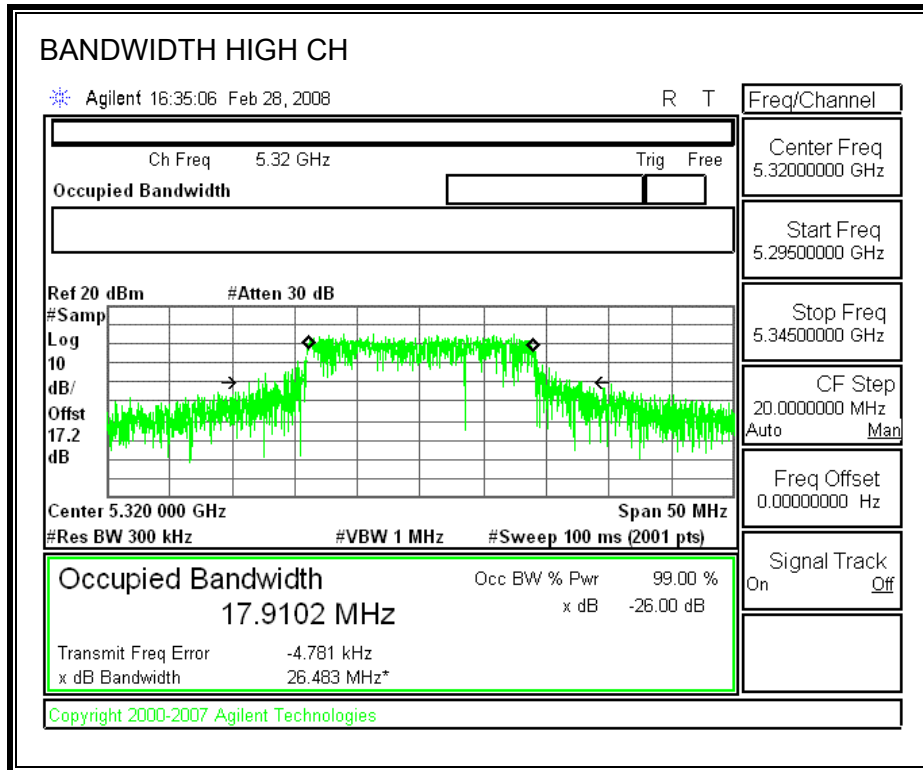 BANDWIDTH HIGH CH
Agilent 16:35:06 Feb 28, 2008 R T
Freq/Channel
Ch Freq 5.32 GHz Trig Free
Occupied Bandwidth
Center Freq
5.32000000 GHz
Start Freq
5.29500000 GHz
Stop Freq
5.34500000 GHz
CF Step
20.0000000 MHz
Auto Man
Freq Offset
0.00000000 Hz
Signal Track
On Off
Ref 20 dBm #Atten 30 dB
#Samp
Log
10
dB/
Offst
17.2
dB
Center 5.320 000 GHz Span 50 MHz
#Res BW 300 kHz #VBW 1 MHz #Sweep 100 ms (2001 pts)
Occupied Bandwidth Occ BW % Pwr 99.00 %
17.9102 MHz x dB -26.00 dB
Transmit Freq Error -4.781 kHz
x dB Bandwidth 26.483 MHz*
Copyright 2000-2007 Agilent Technologies